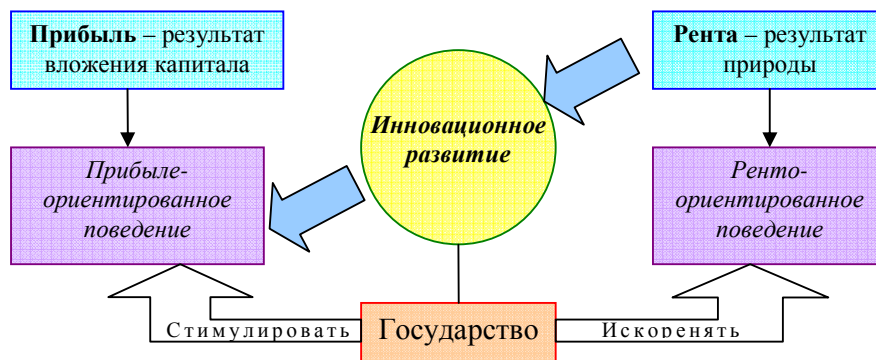 Прибыль – результат
вложения капитала
Рента – результат
природы
Инновационное
развитие
Прибыле-
ориентированное
поведение
Ренто-
ориентированное
поведение
Стимулировать
Государство
Искоренять